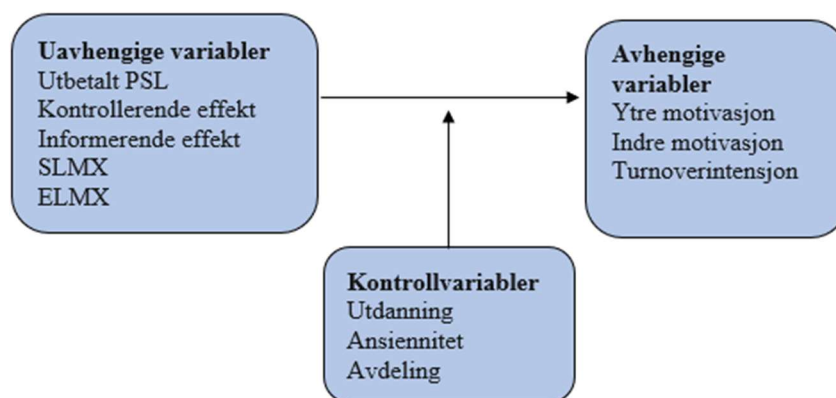 Uavhengige variabler
Utbetalt PSL
Kontrollerende effekt
Informerende effekt
SLMX
ELMX
Avhengige
variabler
Ytre motivasjon
Indre motivasjon
Turnoverintensjon
Kontrollvariabler
Utdanning
Ansiennitet
Avdeling